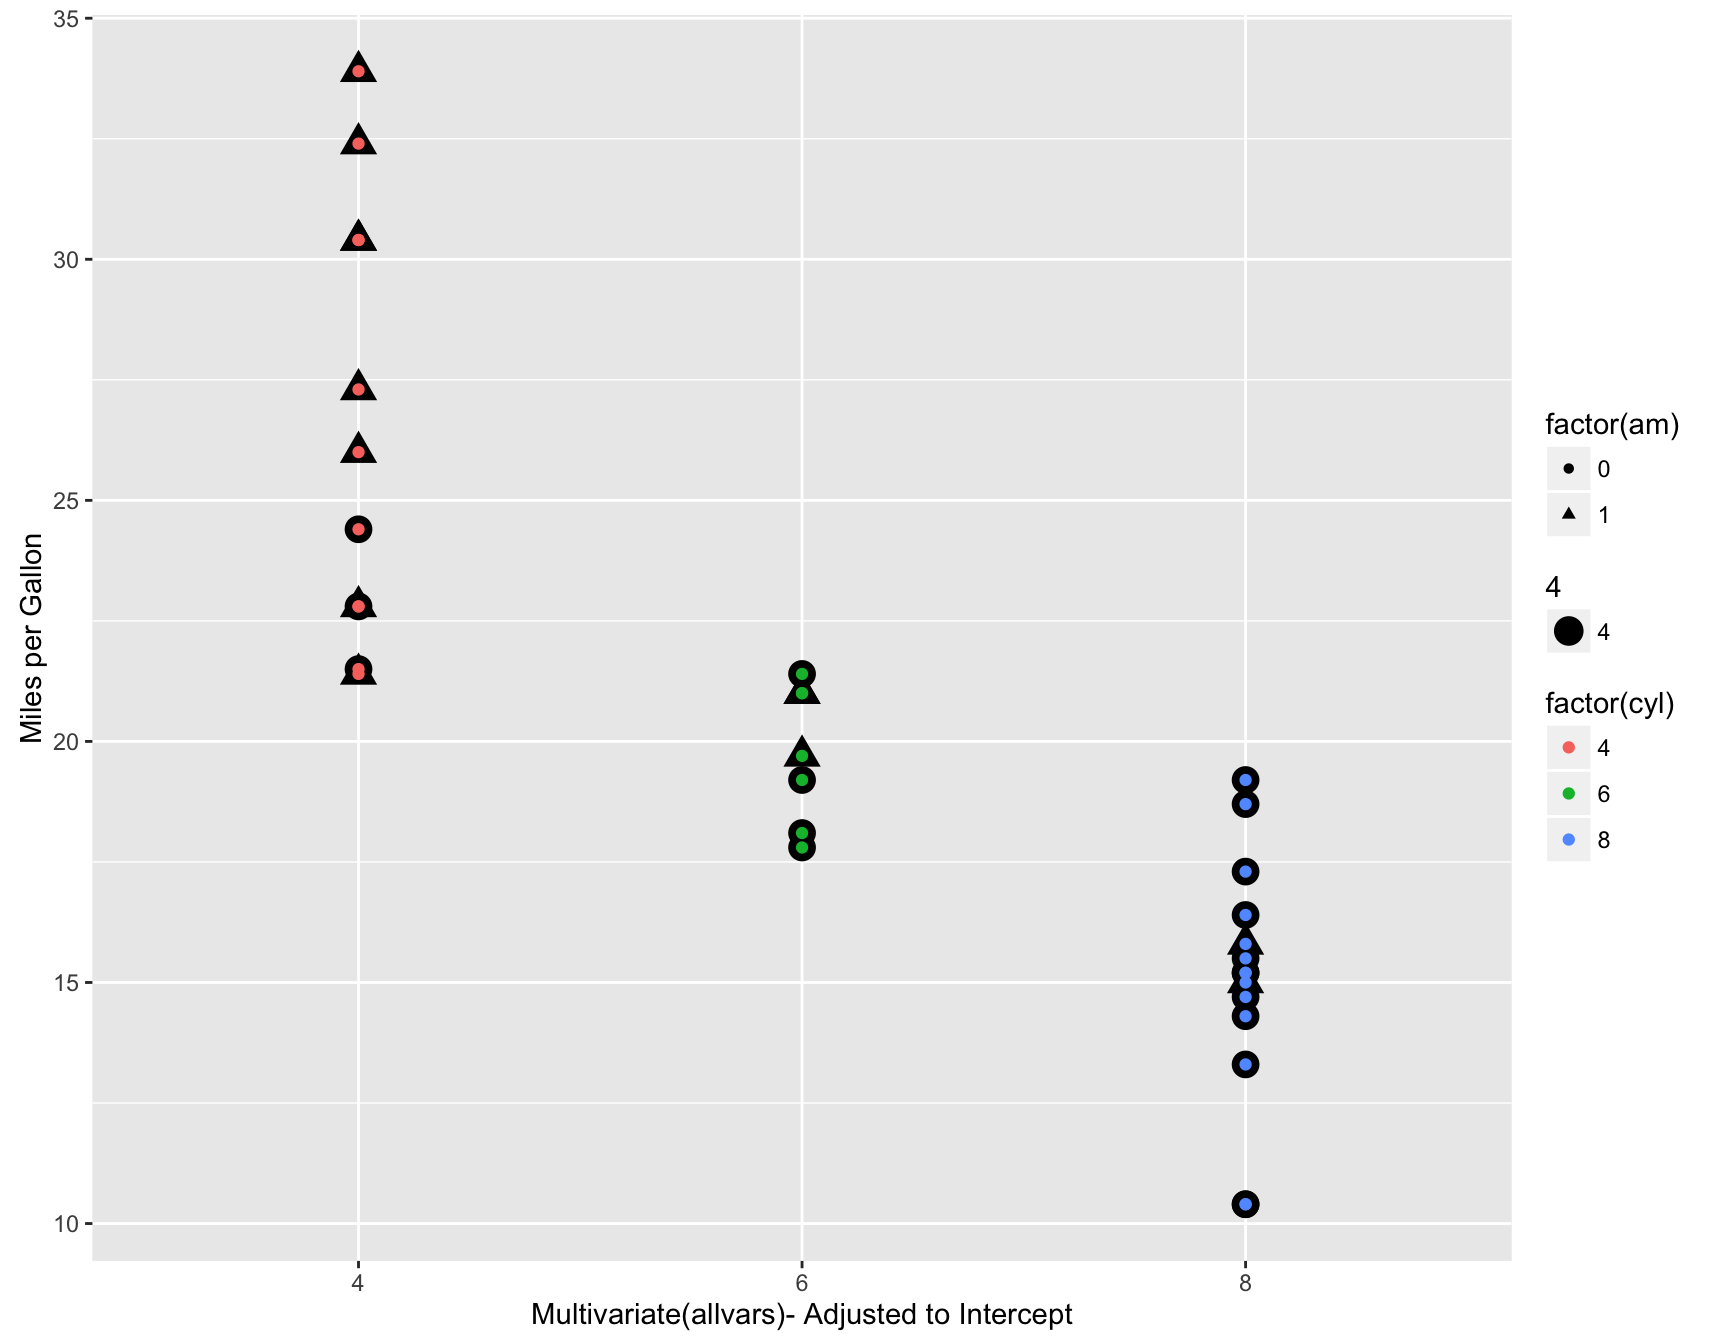 35
30
25
20
15
10
Miles per Gallon
4 6 8
Multivariate(allvars)- Adjusted to Intercept
factor(am)
0
1
4
4
factor(cyl)
4
6
8